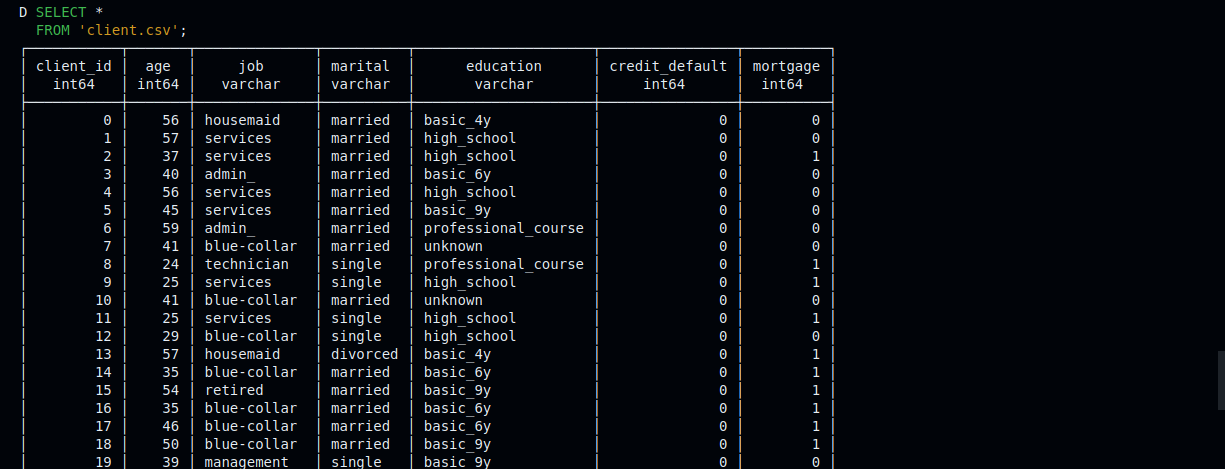 D SELECT *
FROM 'client.csv';
client_id age job marital education credit_default mortgage
int64 int64 varchar varchar varchar int64 int64
0 56 housemaid married basic_4y 0 0
1 57 services married high_school 0 0
2 37 services married high_school 0 1
3 40 admin_ married basic_6y 0 0
4 56 services married high_school 0 0
5 45 services married basic_9y 0 0
6 59 admin_ married professional_course 0 0
7 41 blue-collar married unknown 0 0
8 24 technician single professional_course 0 1
9 25 services single high_school 0 1
10 41 blue-collar married unknown 0 0
11 25 services single high_school 0 1
12 29 blue-collar single high_school 0 0
13 57 housemaid divorced basic_4y 0 1
14 35 blue-collar married basic_6y 0 1
15 54 retired married basic_9y 0 1
16 35 blue-collar married basic_6y 0 1
17 46 blue-collar married basic_6y 0 1
18 50 blue-collar married basic_9y 0 1
19 39 management single basic_9y 0 0